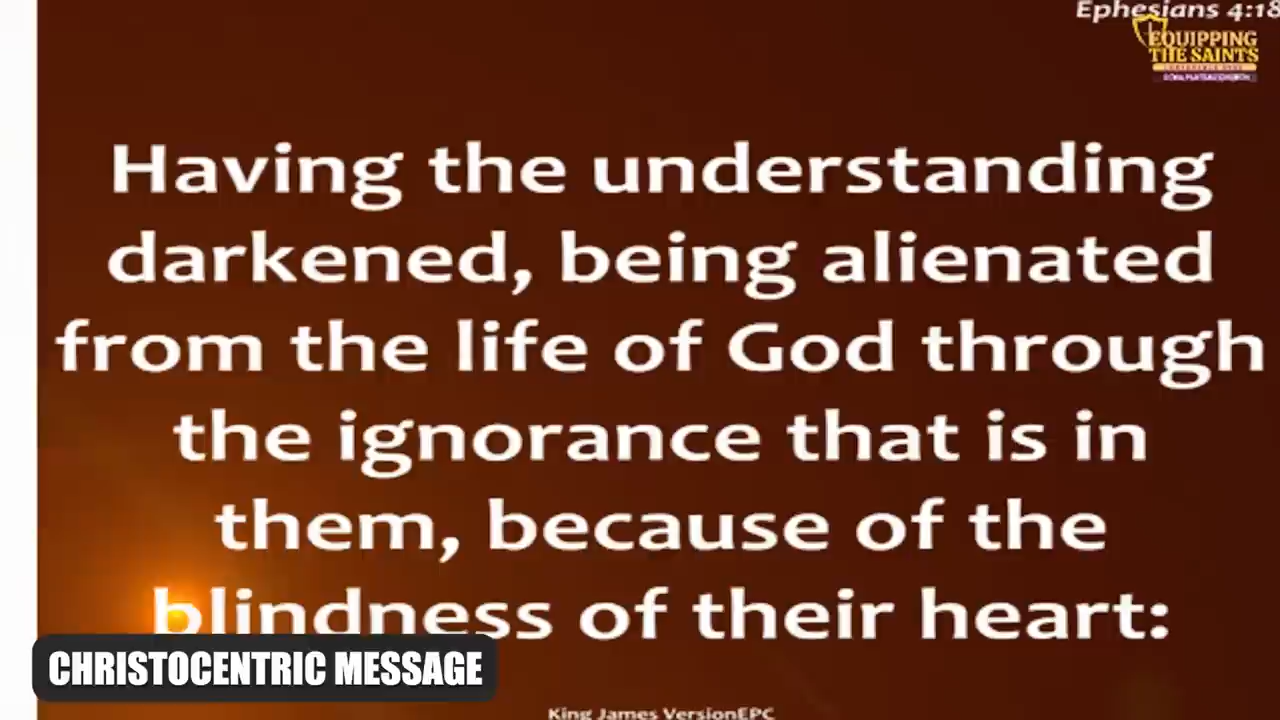 Ephesians 4:18
EQUIPPING
THE SAINTS
Having the understanding
darkened, being alienated
from the life of God through
the ignorance that is in
them, because of the
blindness of their heart:
CHRISTOCENTRIC MESSAGE
King James VersionEPC